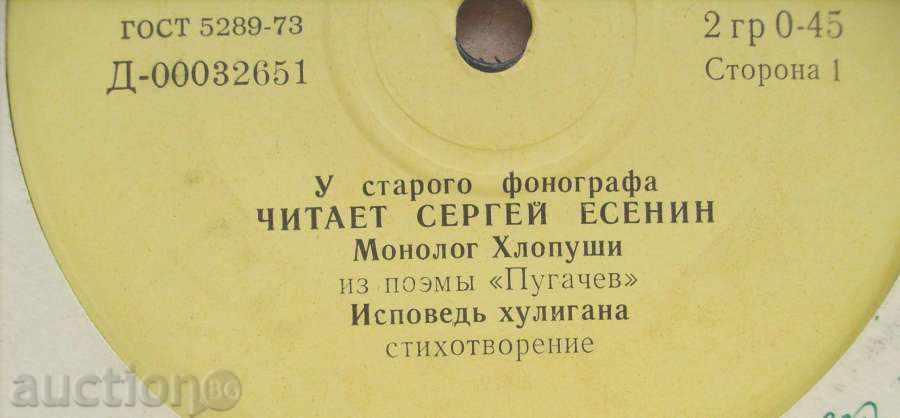 ГОСТ 5289-73
Д-00032651
2 гр 0-45
Сторона 1
У старого фонографа
ЧИТАЕТ СЕРГЕЙ ЕСЕНИН
Монолог Хлопуши
из поэмы «Пугачев»
Исповедь хулигана
стихотворение
auction BG